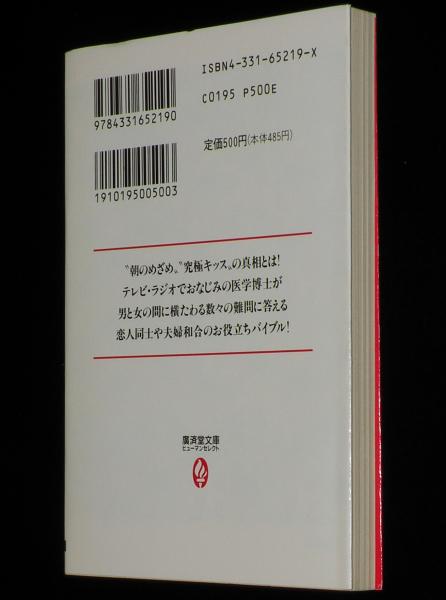 ISBN4-331-65219-X
C0195 P500E
9784331652190
定価500円(本体485円)
1910195005003
〝朝のめざめ〟〝究極キッス〟の真相とは!
テレビ・ラジオでおなじみの医学博士が
男と女の間に横たわる数々の難問に答える
恋人同士や夫婦和合のお役立ちバイブル!
廣済堂文庫
ヒューマンセレクト